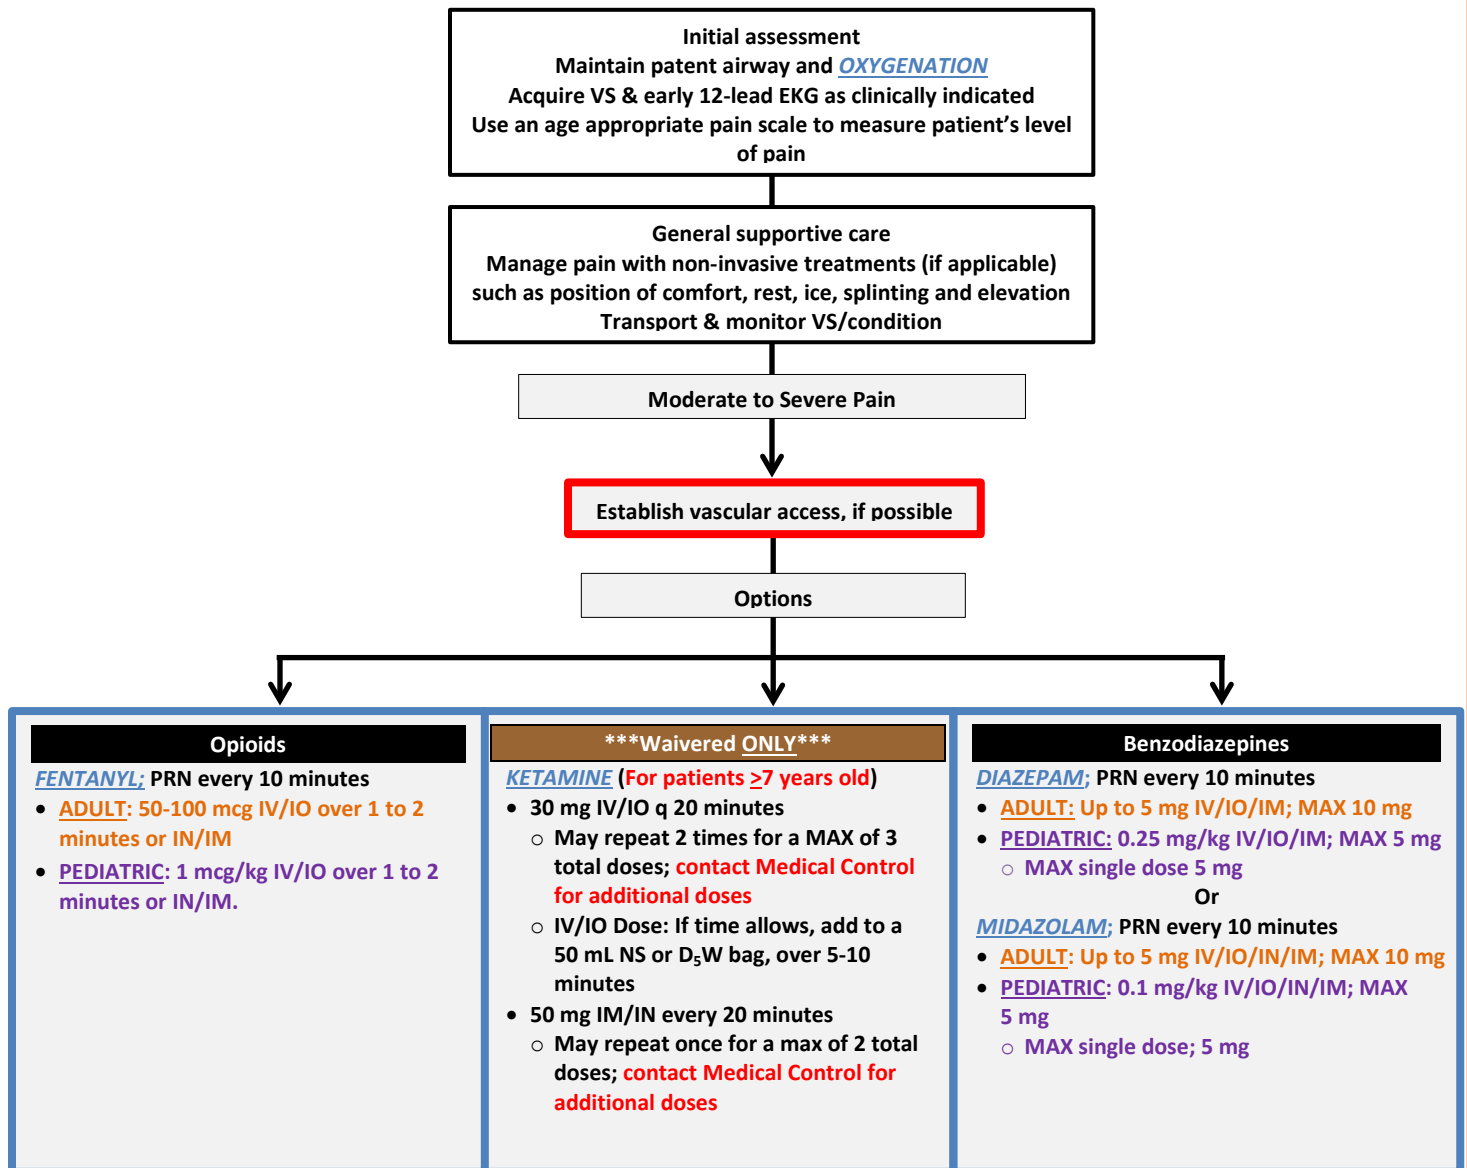 Initial assessment
Maintain patent airway and OXYGENATION
Acquire VS & early 12-lead EKG as clinically indicated
Use an age appropriate pain scale to measure patient’s level
of pain
General supportive care
Manage pain with non-invasive treatments (if applicable)
such as position of comfort, rest, ice, splinting and elevation
Transport & monitor VS/condition
Moderate to Severe Pain
Establish vascular access, if possible
Options
Opioids
FENTANYL; PRN every 10 minutes
• ADULT: 50-100 mcg IV/IO over 1 to 2
minutes or IN/IM
• PEDIATRIC: 1 mcg/kg IV/IO over 1 to 2
minutes or IN/IM.
***Waivered ONLY***
KETAMINE (For patients ≥7 years old)
• 30 mg IV/IO q 20 minutes
o May repeat 2 times for a MAX of 3
total doses; contact Medical Control
for additional doses
o IV/IO Dose: If time allows, add to a
50 mL NS or D₅W bag, over 5-10
minutes
• 50 mg IM/IN every 20 minutes
o May repeat once for a max of 2 total
doses; contact Medical Control for
additional doses
Benzodiazepines
DIAZEPAM; PRN every 10 minutes
• ADULT: Up to 5 mg IV/IO/IM; MAX 10 mg
• PEDIATRIC: 0.25 mg/kg IV/IO/IM; MAX 5 mg
o MAX single dose 5 mg
Or
MIDAZOLAM; PRN every 10 minutes
• ADULT: Up to 5 mg IV/IO/IN/IM; MAX 10 mg
• PEDIATRIC: 0.1 mg/kg IV/IO/IN/IM; MAX
5 mg
o MAX single dose; 5 mg